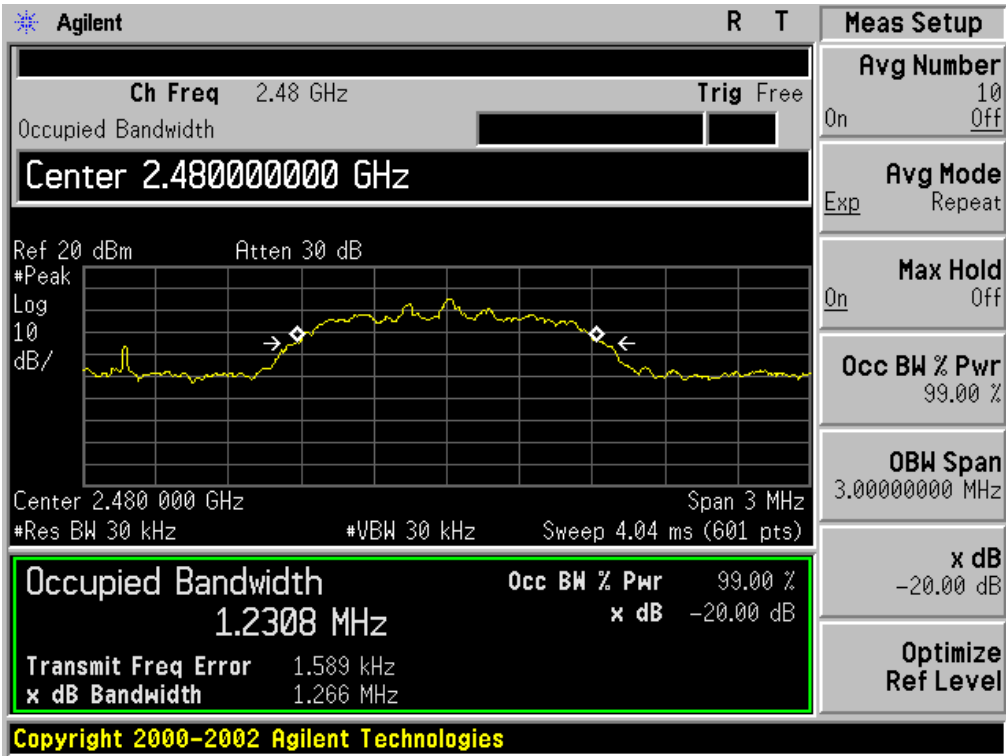 Agilent R T
Ch Freq 2.48 GHz Trig Free
Occupied Bandwidth
Center 2.480000000 GHz
Ref 20 dBm Atten 30 dB
#Peak
Log
10
dB/
Center 2.480 000 GHz Span 3 MHz
#Res BW 30 kHz #VBW 30 kHz Sweep 4.04 ms (601 pts)
Occupied Bandwidth Occ BW % Pwr 99.00 %
1.2308 MHz x dB -20.00 dB
Transmit Freq Error 1.589 kHz
x dB Bandwidth 1.266 MHz
Copyright 2000-2002 Agilent Technologies
Meas Setup
Avg Number
10
On Off
Avg Mode
Exp Repeat
Max Hold
On Off
Occ BW % Pwr
99.00 %
OBW Span
3.00000000 MHz
x dB
-20.00 dB
Optimize
Ref Level